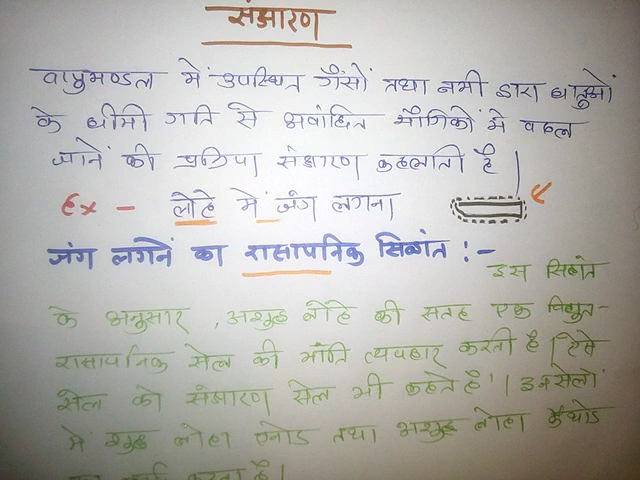 संक्षारण
वायुमण्डल में उपस्थित गैसों तथा नमी द्वारा धातुओं
के धीमी गति से अवांछित यौगिकों में बदल
जाने की प्रक्रिया संक्षारण कहलाती है|
Ex - लोहे में जंग लगना
जंग लगने का रासायनिक सिद्धांत :-
इस सिद्धांत
के अनुसार, अशुद्ध लोहे की सतह एक विद्युत-
रासायनिक सेल की भाँति व्यवहार करती है| ऐसे
सेल को संक्षारण सेल भी कहते है| इन सेलो
मे शुद्ध लोहा एनोड तथा अशुद्ध लोहा कैथोड
का कार्य करता है|